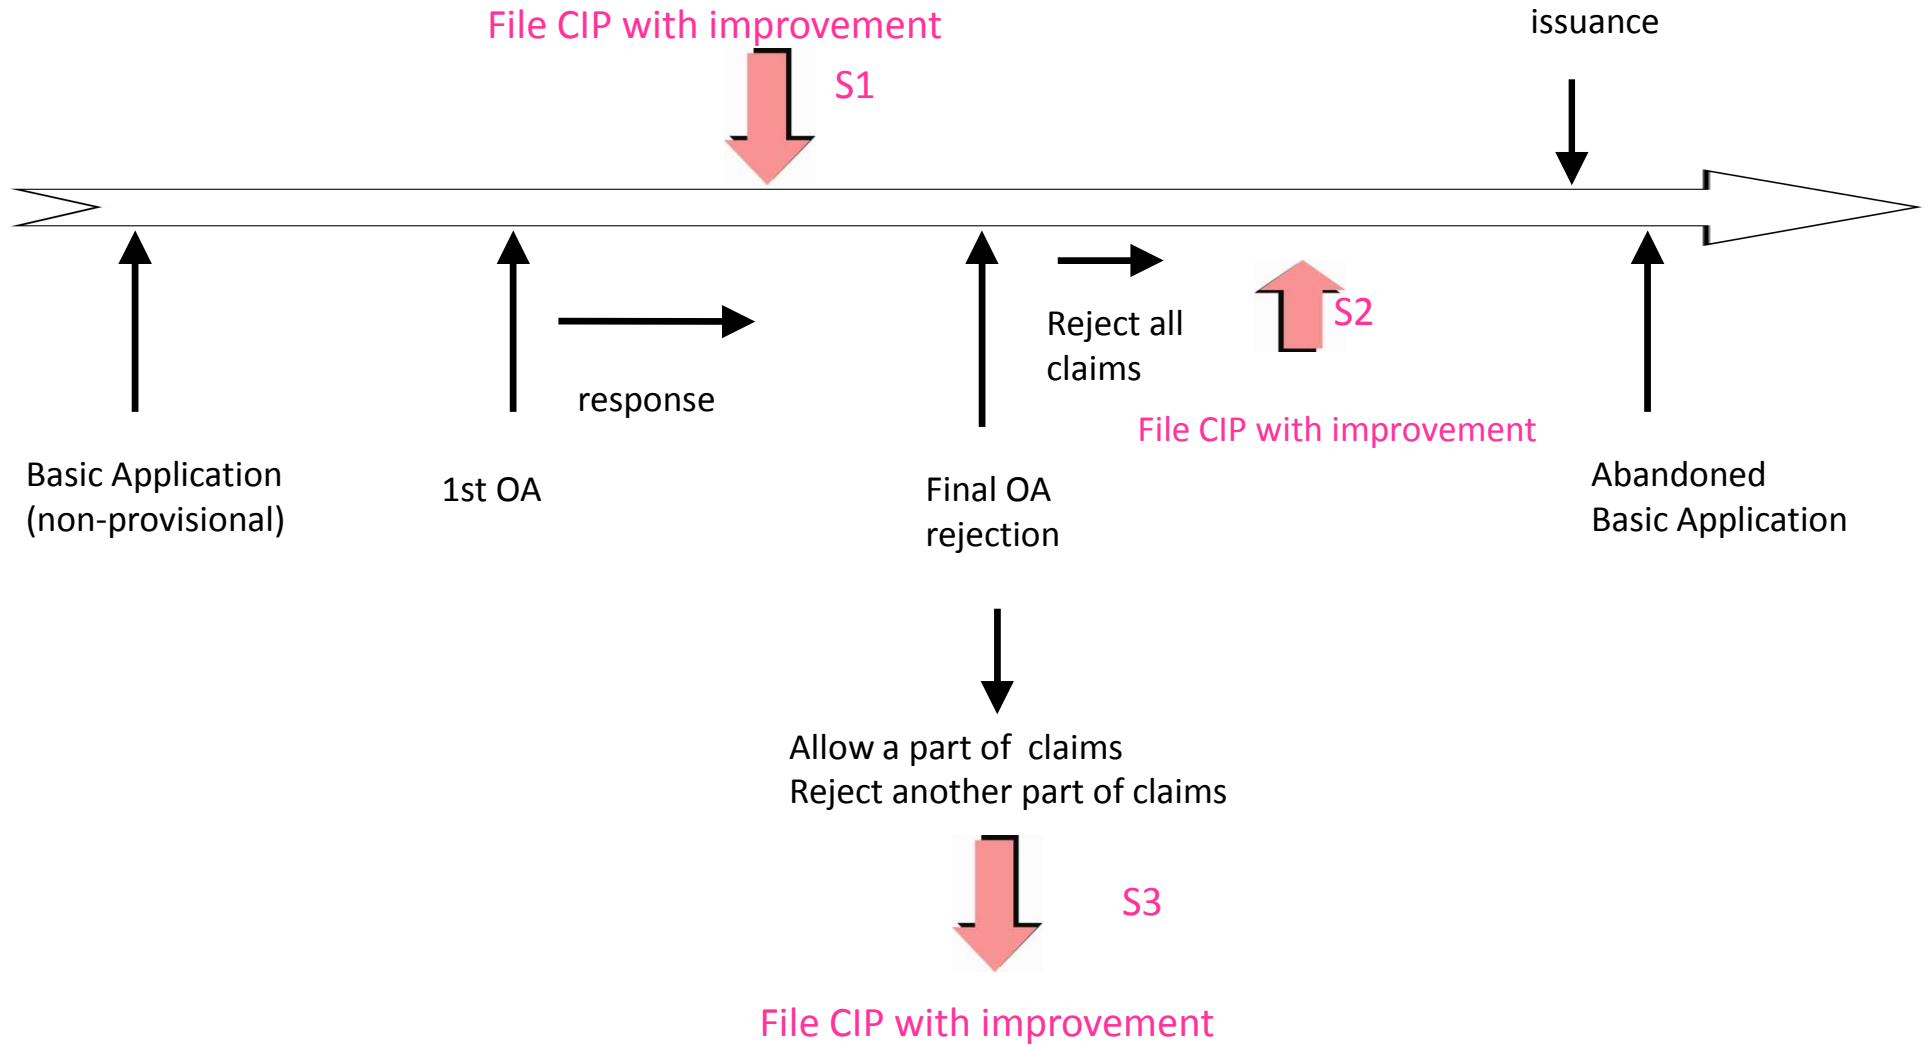 File CIP with improvement
issuance
S1
S2
Reject all
claims
response
File CIP with improvement
Basic Application
(non-provisional)
1st OA
Final OA
rejection
Abandoned
Basic Application
Allow a part of claims
Reject another part of claims
S3
File CIP with improvement